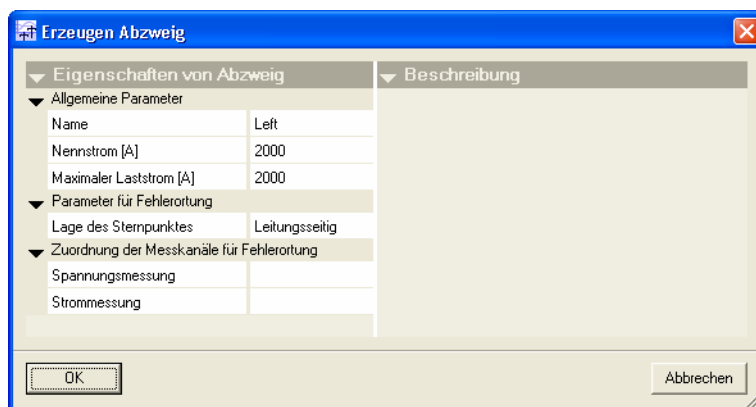 Erzeugen Abzweig
Eigenschaften von Abzweig
Beschreibung
Allgemeine Parameter
Name Left
Nennstrom [A] 2000
Maximaler Laststrom [A] 2000
Parameter für Fehlerortung
Lage des Sternpunktes Leitungsseitig
Zuordnung der Messkanäle für Fehlerortung
Spannungsmessung
Strommessung
OK
Abbrechen